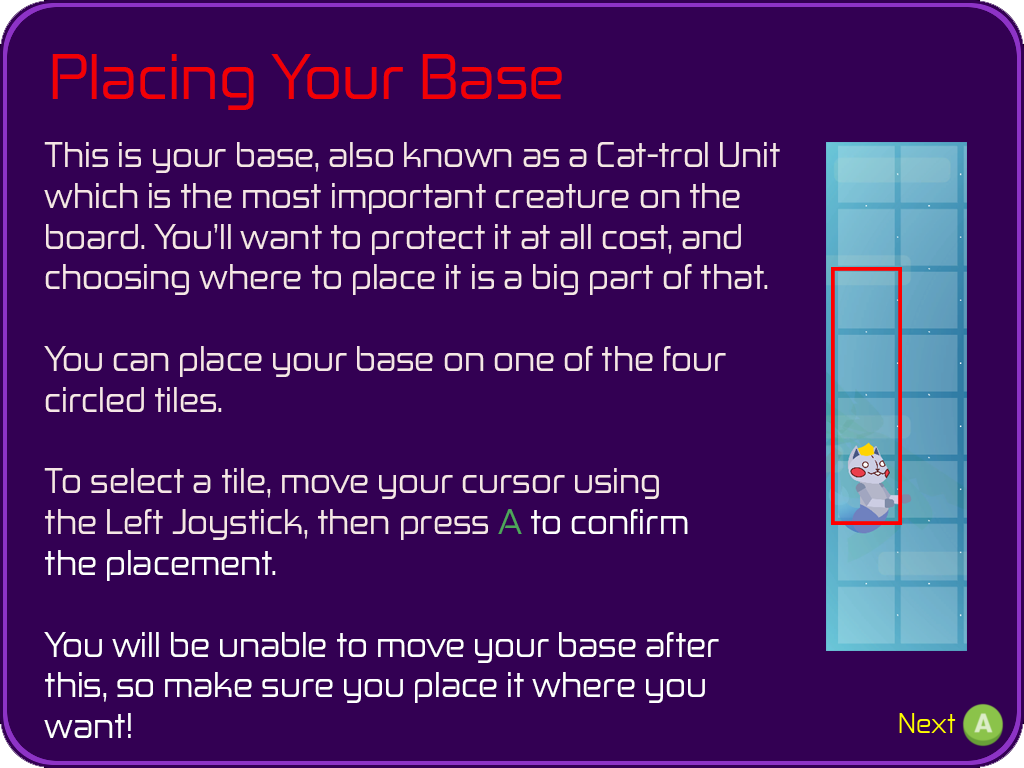 Placing Your Base
This is your base, also known as a Cat-trol Unit
which is the most important creature on the
board. You'll want to protect it at all cost, and
choosing where to place it is a big part of that.
You can place your base on one of the four
circled tiles.
To select a tile, move your cursor using
the Left Joystick, then press A to confirm
the placement.
You will be unable to move your base after
this, so make sure you place it where you
want!
Next A